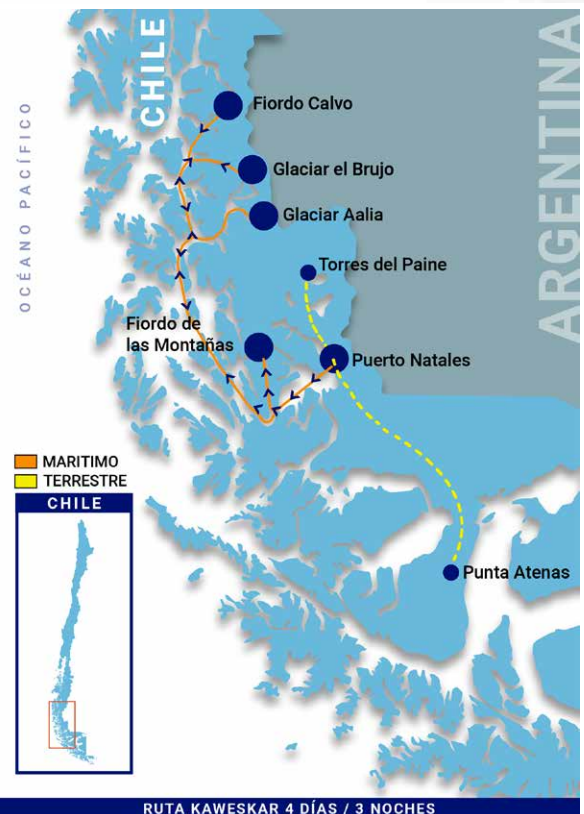 CHILE
ARGENTINA
OCÉANO PACÍFICO
Fiordo Calvo
Glaciar el Brujo
Glaciar Aalia
Torres del Paine
Fiordo de
las Montañas
Puerto Natales
MARITIMO
TERRESTRE
CHILE
Punta Atenas
RUTA KAWESKAR 4 DÍAS / 3 NOCHES